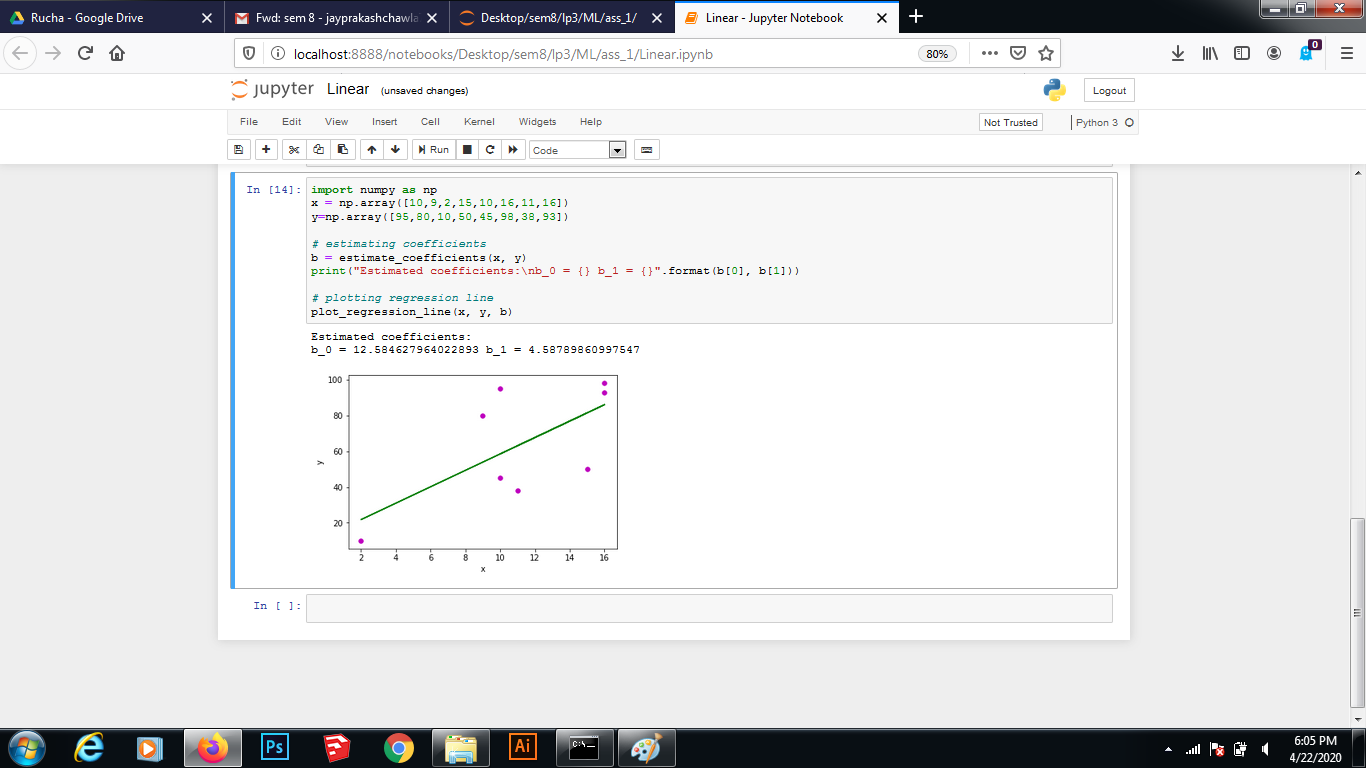 Rucha - Google Drive
Fwd: sem 8 - jayprakashchawla
Desktop/sem8/lp3/ML/ass_1/
Linear - Jupyter Notebook
localhost:8888/notebooks/Desktop/sem8/lp3/ML/ass_1/Linear.ipynb
80%
0
jupyter Linear (unsaved changes)
Logout
File Edit View Insert Cell Kernel Widgets Help
Not Trusted
Python 3
Run
Code
In [14]:
import numpy as np
x = np.array([10,9,2,15,10,16,11,16])
y=np.array([95,80,10,50,45,98,38,93])
# estimating coefficients
b = estimate_coefficients(x, y)
print("Estimated coefficients:\nb_0 = {} b_1 = {}".format(b[0], b[1]))
# plotting regression line
plot_regression_line(x, y, b)
Estimated coefficients:
b_0 = 12.584627964022893 b_1 = 4.58789860997547
100
80
60
40
20
y
2 4 6 8 10 12 14 16
x
In [ ]:
Ps
Ai
6:05 PM
4/22/2020